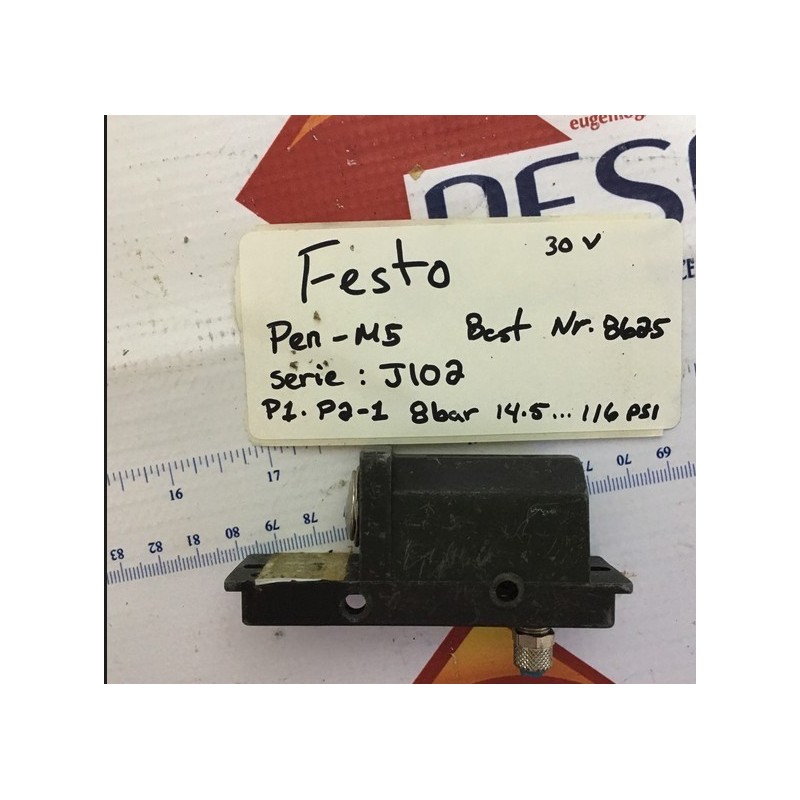 DESC
30 V
Festo
Pen-M5 Best Nr. 8625
serie : J102
P1. P2-1 8bar 14.5... 116 PSI
16 17 70 69
83 82 81 80 79 78